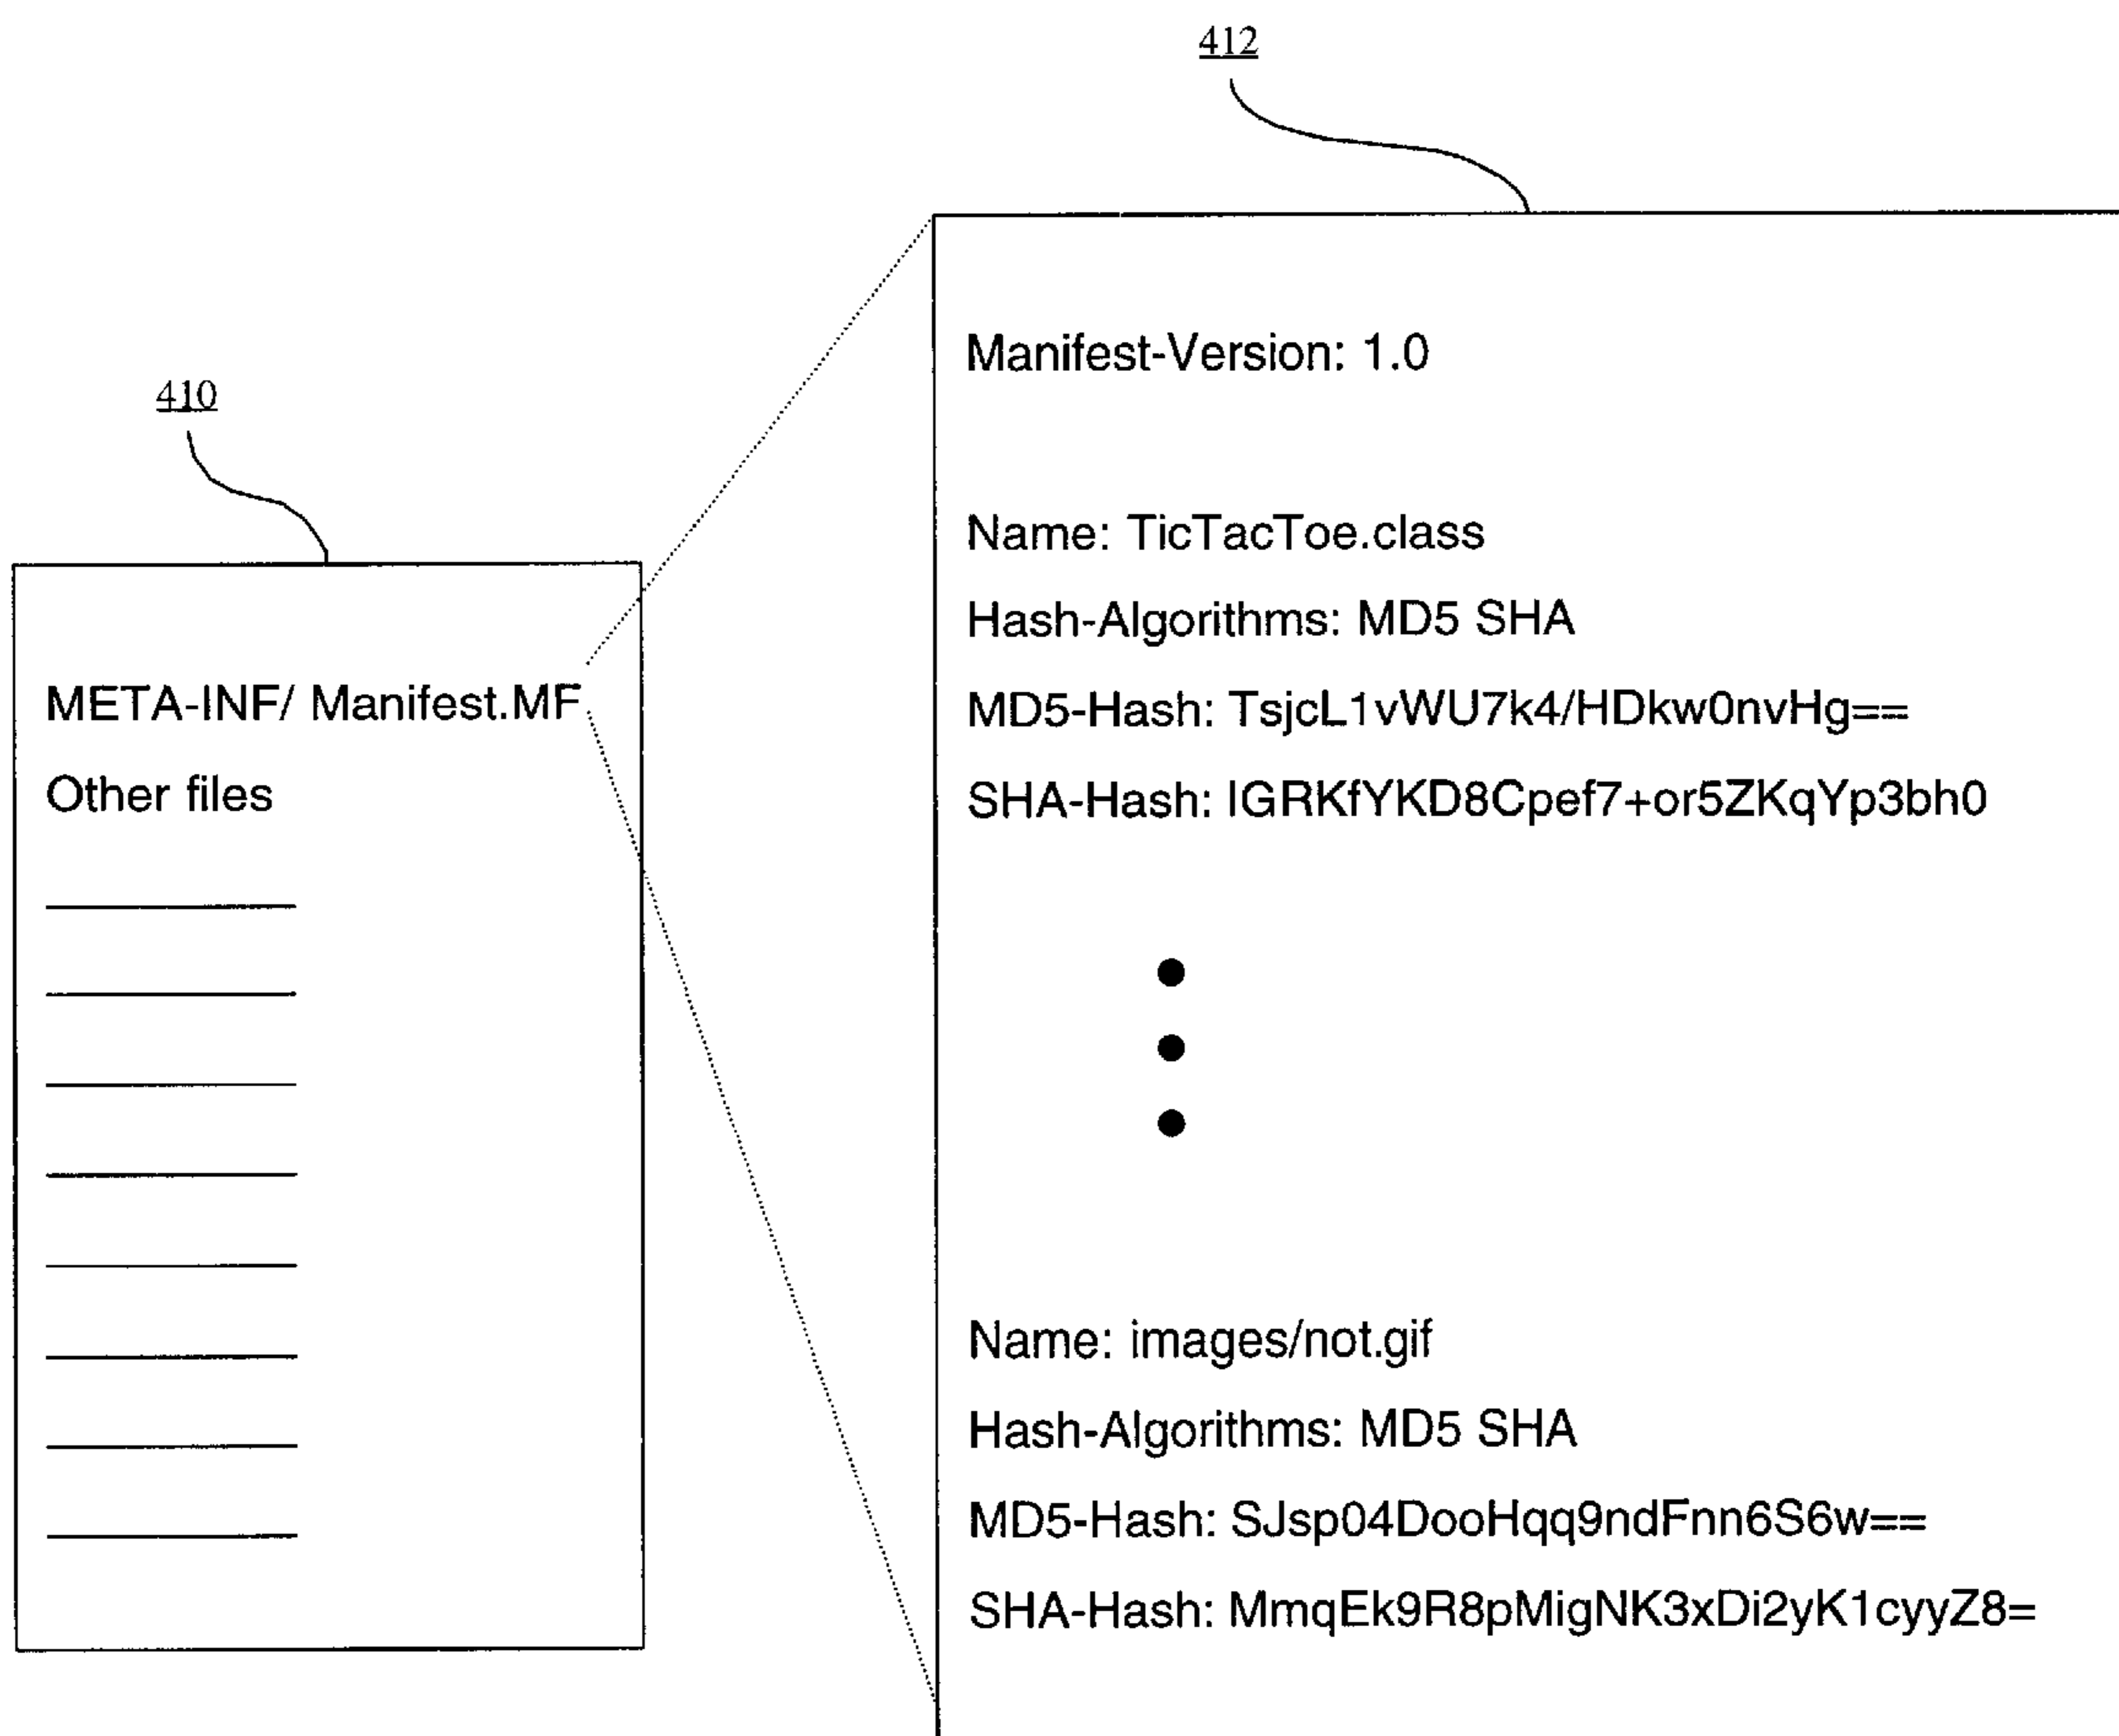 412
410
META-INF/ Manifest.MF
Other files
Manifest-Version: 1.0
Name: TicTacToe.class
Hash-Algorithms: MD5 SHA
MD5-Hash: TsjcL1vWU7k4/HDkw0nvHg==
SHA-Hash: IGRKfYKD8Cpef7+or5ZKqYp3bh0
Name: images/not.gif
Hash-Algorithms: MD5 SHA
MD5-Hash: SJsp04DooHqq9ndFnn6S6w==
SHA-Hash: MmqEk9R8pMigNK3xDi2yK1cyyZ8=